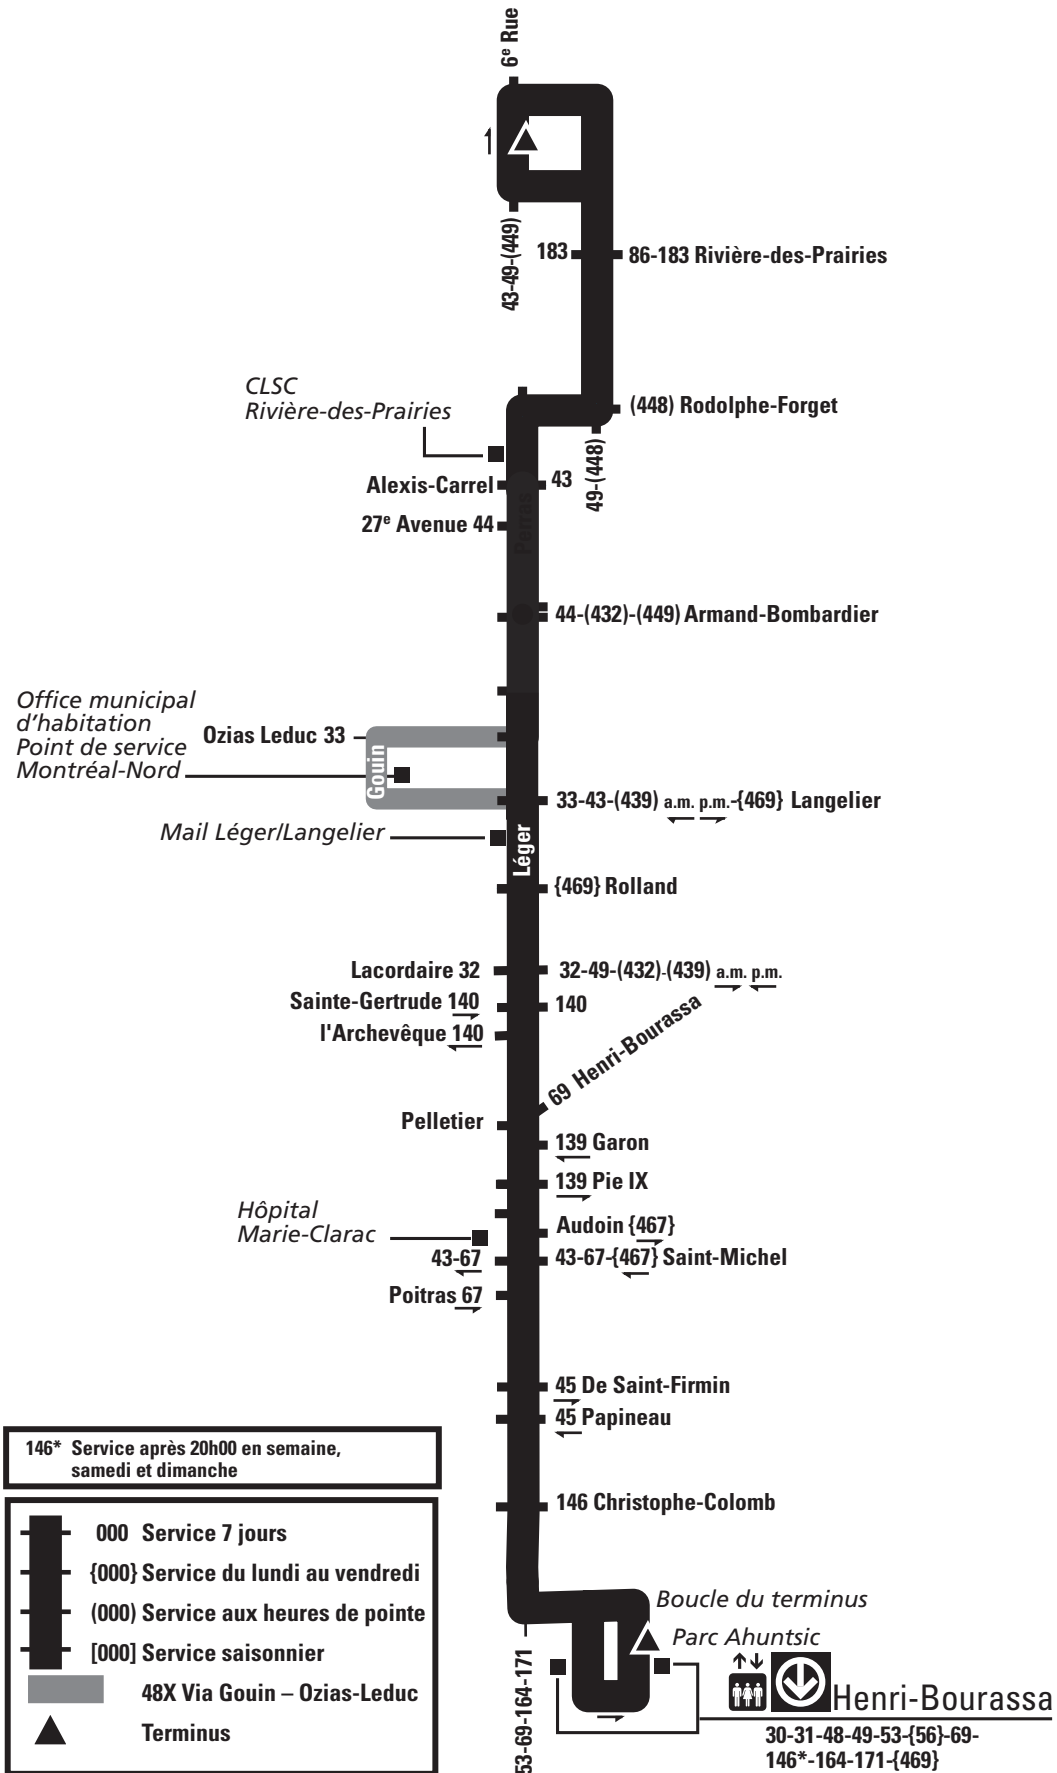 6e Rue
43-49-(449)
183
86-183 Rivière-des-Prairies
CLSC
Rivière-des-Prairies
(448) Rodolphe-Forget
49-(448)
Alexis-Carrel
43
Perras
27e Avenue 44
44-(432)-(449) Armand-Bombardier
Office municipal
d'habitation
Point de service
Montréal-Nord
Ozias Leduc 33
Gouin
33-43-(439) a.m. p.m.-{469} Langelier
Mail Léger/Langelier
Léger
{469} Rolland
Lacordaire 32
32-49-(432)-(439) a.m. p.m.
Sainte-Gertrude 140
140
l'Archevêque 140
69 Henri-Bourassa
Pelletier
139 Garon
139 Pie IX
Hôpital
Marie-Clarac
Audoin {467}
43-67
43-67-{467} Saint-Michel
Poitras 67
45 De Saint-Firmin
45 Papineau
146* Service après 20h00 en semaine,
samedi et dimanche
146 Christophe-Colomb
000 Service 7 jours
{000} Service du lundi au vendredi
(000) Service aux heures de pointe
[000] Service saisonnier
48X Via Gouin – Ozias-Leduc
Terminus
Boucle du terminus
Parc Ahuntsic
53-69-164-171
Henri-Bourassa
30-31-48-49-53-{56}-69-
146*-164-171-{469}